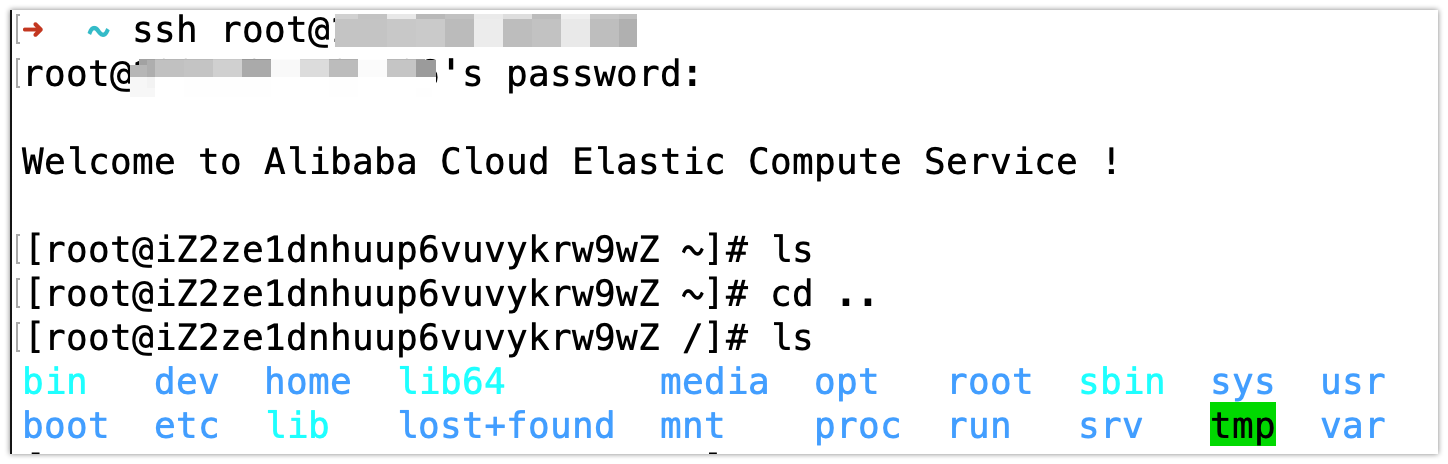 ➜  ~ ssh root@
root@'s password:
Welcome to Alibaba Cloud Elastic Compute Service !
[root@iZ2ze1dnhuup6vuvykrw9wZ ~]# ls
[root@iZ2ze1dnhuup6vuvykrw9wZ ~]# cd ..
[root@iZ2ze1dnhuup6vuvykrw9wZ /]# ls
bin dev home lib64 media opt root sbin sys usr
boot etc lib lost+found mnt proc run srv tmp var